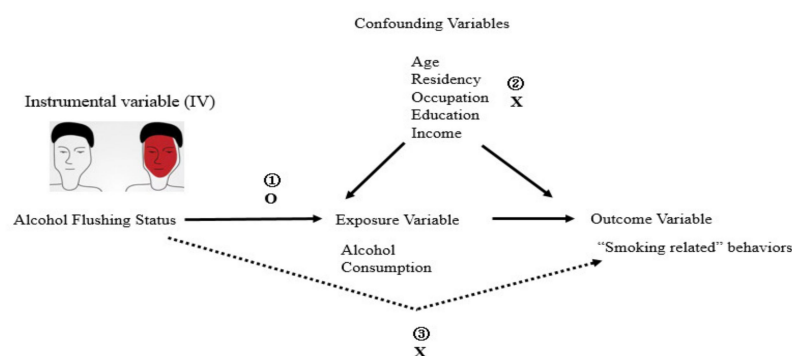 Confounding Variables
Age
Residency
Occupation
Education
Income
②
X
Instrumental variable (IV)
①
O
Alcohol Flushing Status
Exposure Variable
Outcome Variable
Alcohol
Consumption
“Smoking related” behaviors
③
X